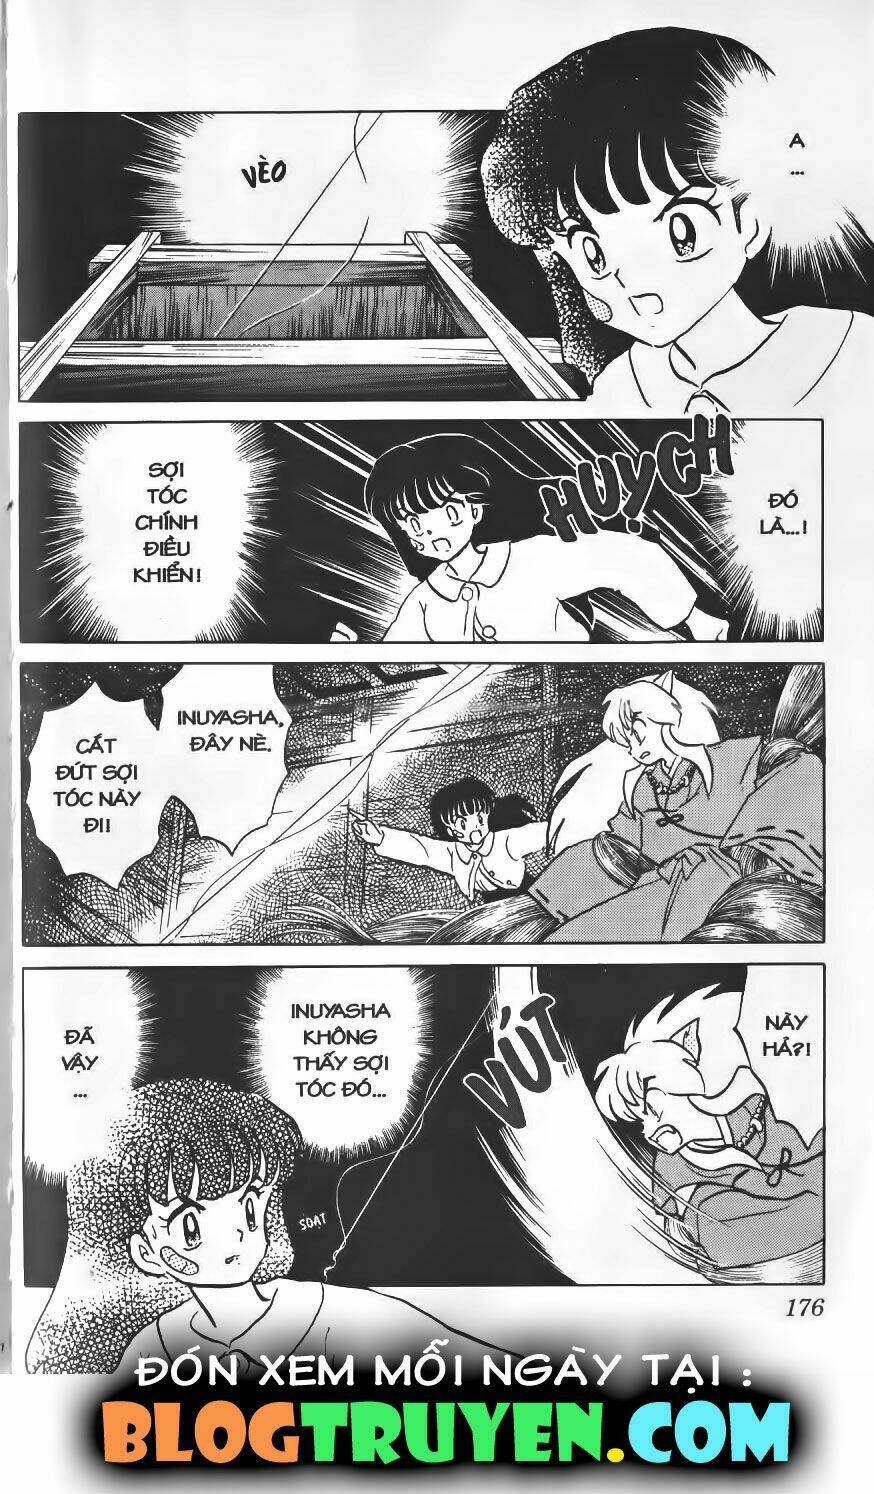 A
...
VÈO
ĐÓ
LÀ...!
HUỴCH
SỢI
TÓC
CHÍNH
ĐIỀU
KHIỂN!
INUYASHA,
ĐÂY NÈ.
CẮT
ĐỨT SỢI
TÓC NÀY
ĐI!
NÀY
HẢ?!
VÚT
INUYASHA
KHÔNG
THẤY SỢI
TÓC ĐÓ...
ĐÃ
VẬY
...
SOẠT
176
ĐÓN XEM MỖI NGÀY TẠI :
BLOGTRUYEN.COM